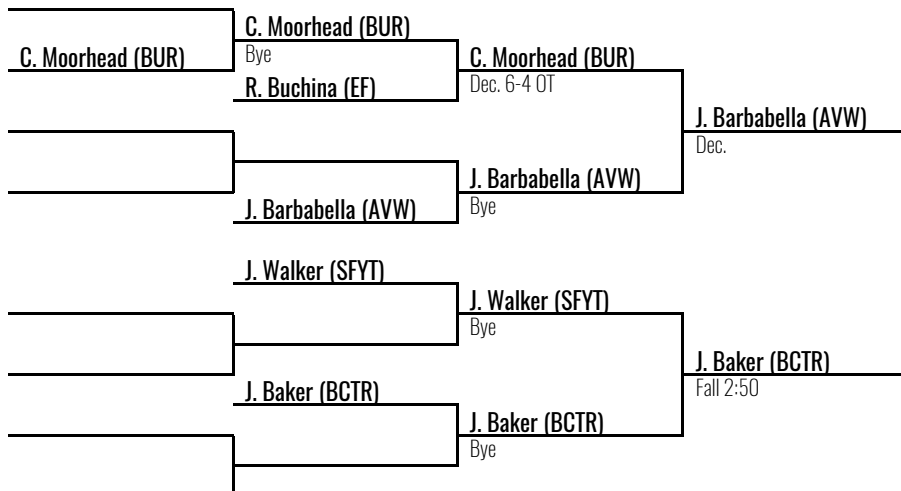 C. Moorhead (BUR)
C. Moorhead (BUR)
Bye
R. Buchina (EF)
C. Moorhead (BUR)
Dec. 6-4 OT
J. Barbabella (AVW)
Dec.
J. Barbabella (AVW)
J. Barbabella (AVW)
Bye
J. Walker (SFYT)
J. Walker (SFYT)
Bye
J. Baker (BCTR)
Fall 2:50
J. Baker (BCTR)
J. Baker (BCTR)
Bye